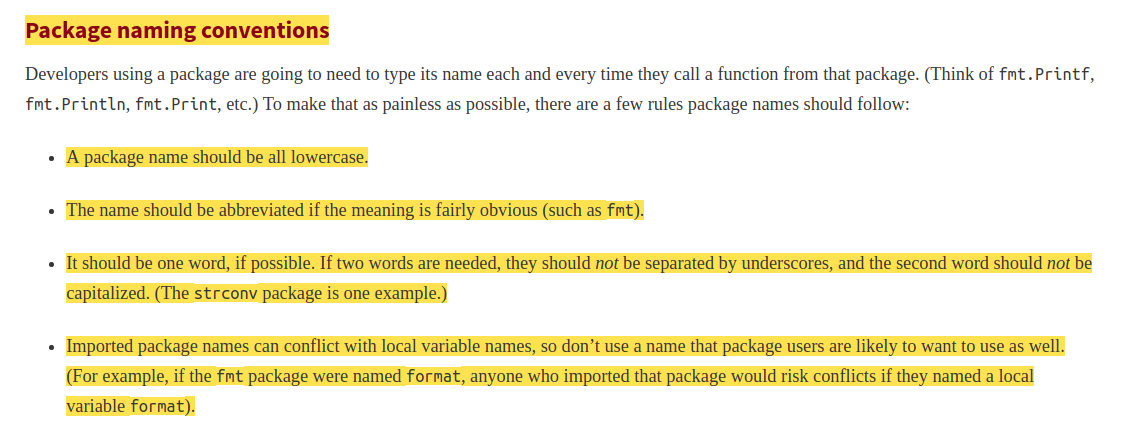 Package naming conventions
Developers using a package are going to need to type its name each and every time they call a function from that package. (Think of fmt.Printf,
fmt.Println, fmt.Print, etc.) To make that as painless as possible, there are a few rules package names should follow:
• A package name should be all lowercase.
• The name should be abbreviated if the meaning is fairly obvious (such as fmt).
• It should be one word, if possible. If two words are needed, they should not be separated by underscores, and the second word should not be
capitalized. (The strconv package is one example.)
• Imported package names can conflict with local variable names, so don’t use a name that package users are likely to want to use as well.
(For example, if the fmt package were named format, anyone who imported that package would risk conflicts if they named a local
variable format).